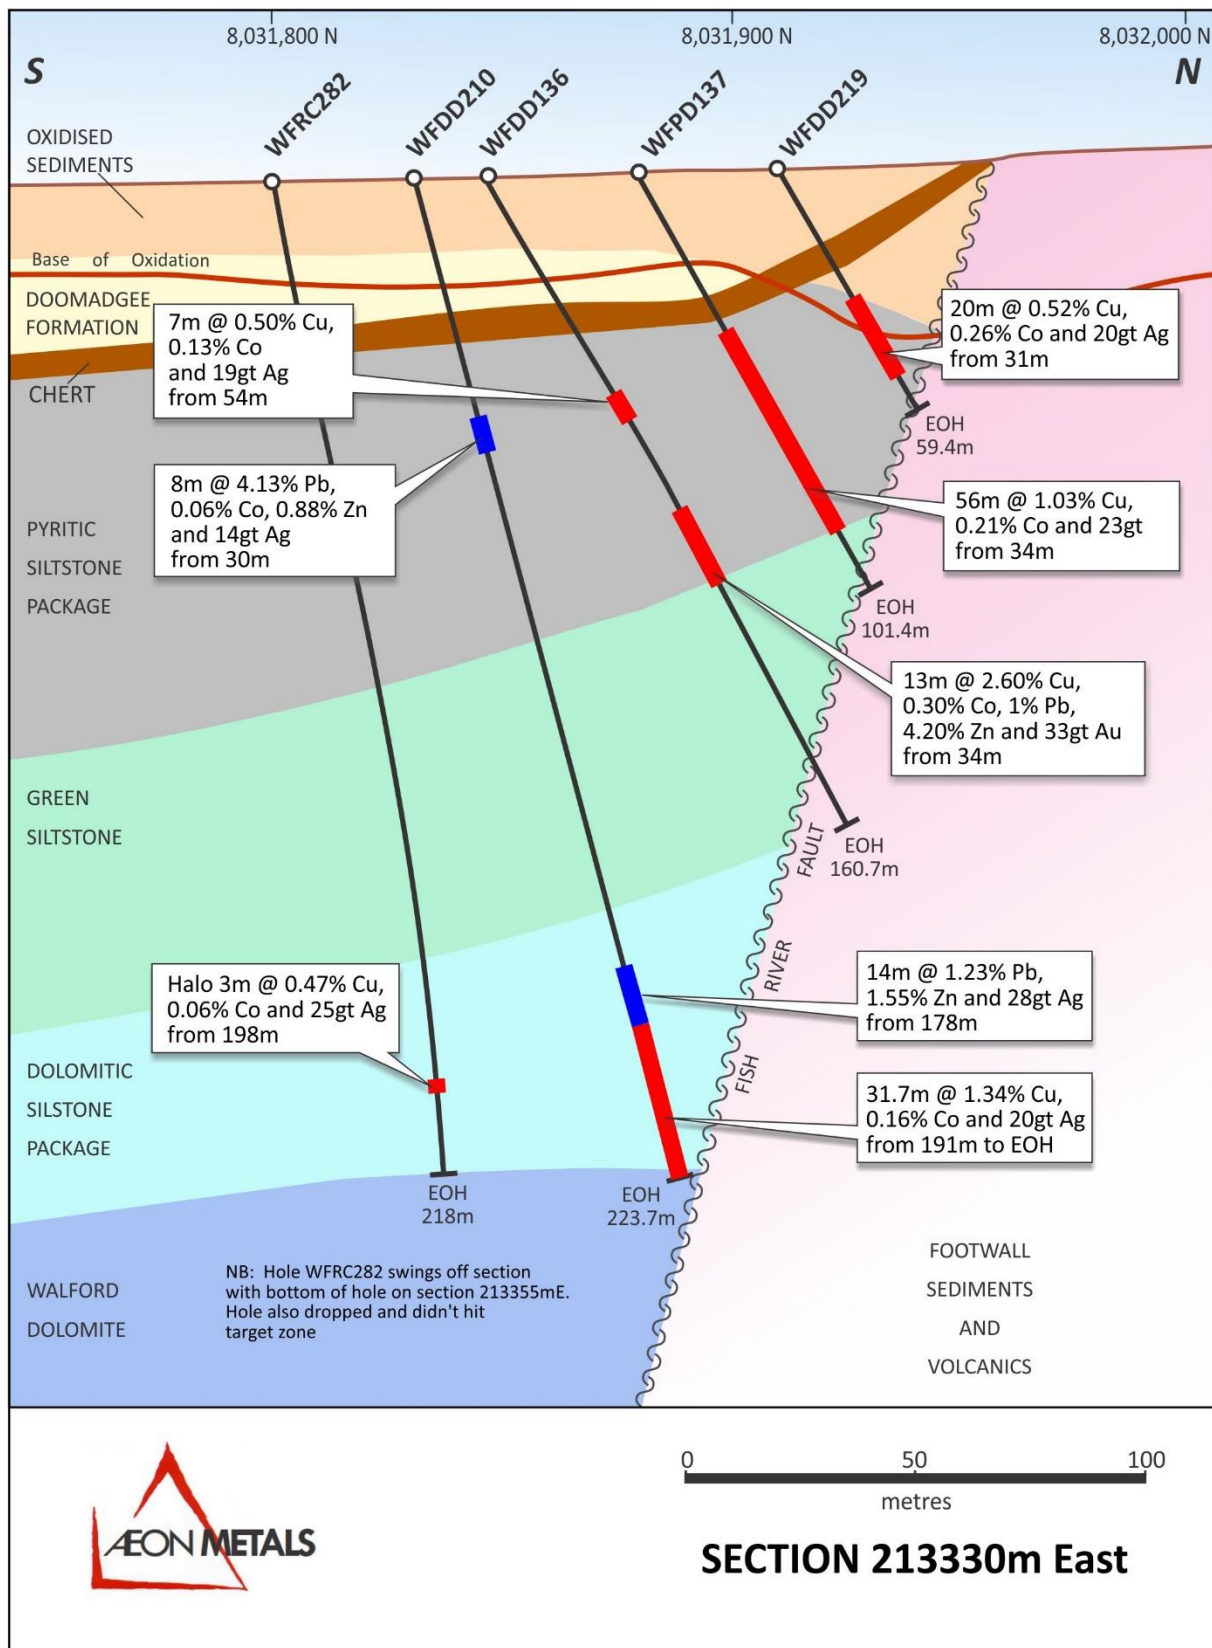 8,031,800 N
8,031,900 N
8,032,000 N
S
N
WFRC282
WFDD210
WFDD136
WFPD137
WFDD219
OXIDISED
SEDIMENTS
Base of Oxidation
DOOMADGEE
FORMATION
CHERT
7m @ 0.50% Cu,
0.13% Co
and 19gt Ag
from 54m
20m @ 0.52% Cu,
0.26% Co and 20gt Ag
from 31m
EOH
59.4m
8m @ 4.13% Pb,
0.06% Co, 0.88% Zn
and 14gt Ag
from 30m
56m @ 1.03% Cu,
0.21% Co and 23gt
from 34m
PYRITIC
SILTSTONE
PACKAGE
EOH
101.4m
13m @ 2.60% Cu,
0.30% Co, 1% Pb,
4.20% Zn and 33gt Au
from 34m
GREEN
SILTSTONE
EOH
160.7m
FISH RIVER FAULT
Halo 3m @ 0.47% Cu,
0.06% Co and 25gt Ag
from 198m
14m @ 1.23% Pb,
1.55% Zn and 28gt Ag
from 178m
DOLOMITIC
SILSTONE
PACKAGE
31.7m @ 1.34% Cu,
0.16% Co and 20gt Ag
from 191m to EOH
EOH
218m
EOH
223.7m
WALFORD
DOLOMITE
NB: Hole WFRC282 swings off section
with bottom of hole on section 213355mE.
Hole also dropped and didn't hit
target zone
FOOTWALL
SEDIMENTS
AND
VOLCANICS
ÆON METALS
0 50 100
metres
SECTION 213330m East